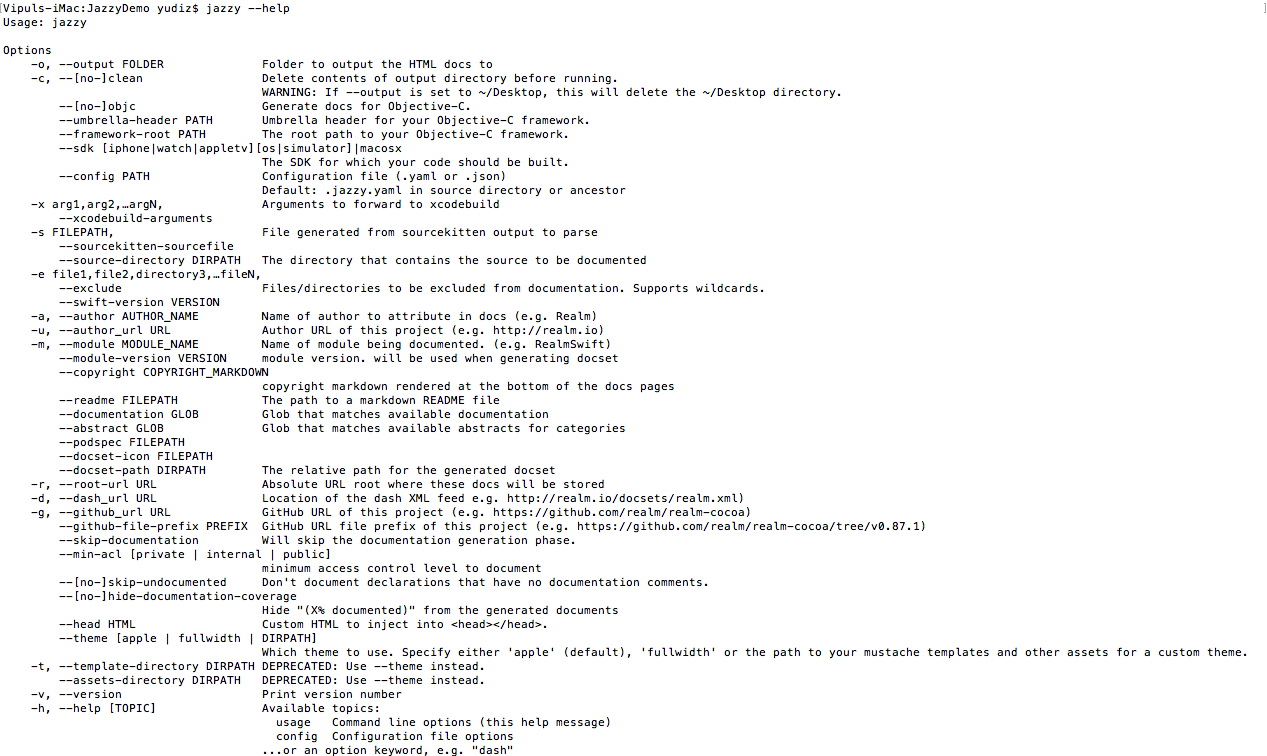 [Vipuls-iMac:JazzyDemo yudiz$ jazzy --help ]
Usage: jazzy
Options
-o, --output FOLDER Folder to output the HTML docs to
-c, --[no-]clean Delete contents of output directory before running.
WARNING: If --output is set to ~/Desktop, this will delete the ~/Desktop directory.
--[no-]objc Generate docs for Objective-C.
--umbrella-header PATH Umbrella header for your Objective-C framework.
--framework-root PATH The root path to your Objective-C framework.
--sdk [iphone|watch|appletv][os|simulator]|macosx
The SDK for which your code should be built.
--config PATH Configuration file (.yaml or .json)
Default: .jazzy.yaml in source directory or ancestor
-x arg1,arg2,…argN, Arguments to forward to xcodebuild
--xcodebuild-arguments
-s FILEPATH, File generated from sourcekitten output to parse
--sourcekitten-sourcefile
--source-directory DIRPATH The directory that contains the source to be documented
-e file1,file2,directory3,…fileN,
--exclude Files/directories to be excluded from documentation. Supports wildcards.
--swift-version VERSION
-a, --author AUTHOR_NAME Name of author to attribute in docs (e.g. Realm)
-u, --author_url URL Author URL of this project (e.g. http://realm.io)
-m, --module MODULE_NAME Name of module being documented. (e.g. RealmSwift)
--module-version VERSION module version. will be used when generating docset
--copyright COPYRIGHT_MARKDOWN
copyright markdown rendered at the bottom of the docs pages
--readme FILEPATH The path to a markdown README file
--documentation GLOB Glob that matches available documentation
--abstract GLOB Glob that matches available abstracts for categories
--podspec FILEPATH
--docset-icon FILEPATH
--docset-path DIRPATH The relative path for the generated docset
-r, --root-url URL Absolute URL root where these docs will be stored
-d, --dash_url URL Location of the dash XML feed e.g. http://realm.io/docsets/realm.xml)
-g, --github_url URL GitHub URL of this project (e.g. https://github.com/realm/realm-cocoa)
--github-file-prefix PREFIX GitHub URL file prefix of this project (e.g. https://github.com/realm/realm-cocoa/tree/v0.87.1)
--skip-documentation Will skip the documentation generation phase.
--min-acl [private | internal | public]
minimum access control level to document
--[no-]skip-undocumented Don't document declarations that have no documentation comments.
--[no-]hide-documentation-coverage
Hide "(X% documented)" from the generated documents
--head HTML Custom HTML to inject into <head></head>.
--theme [apple | fullwidth | DIRPATH]
Which theme to use. Specify either 'apple' (default), 'fullwidth' or the path to your mustache templates and other assets for a custom theme.
-t, --template-directory DIRPATH DEPRECATED: Use --theme instead.
--assets-directory DIRPATH DEPRECATED: Use --theme instead.
-v, --version Print version number
-h, --help [TOPIC] Available topics:
usage Command line options (this help message)
config Configuration file options
...or an option keyword, e.g. "dash"